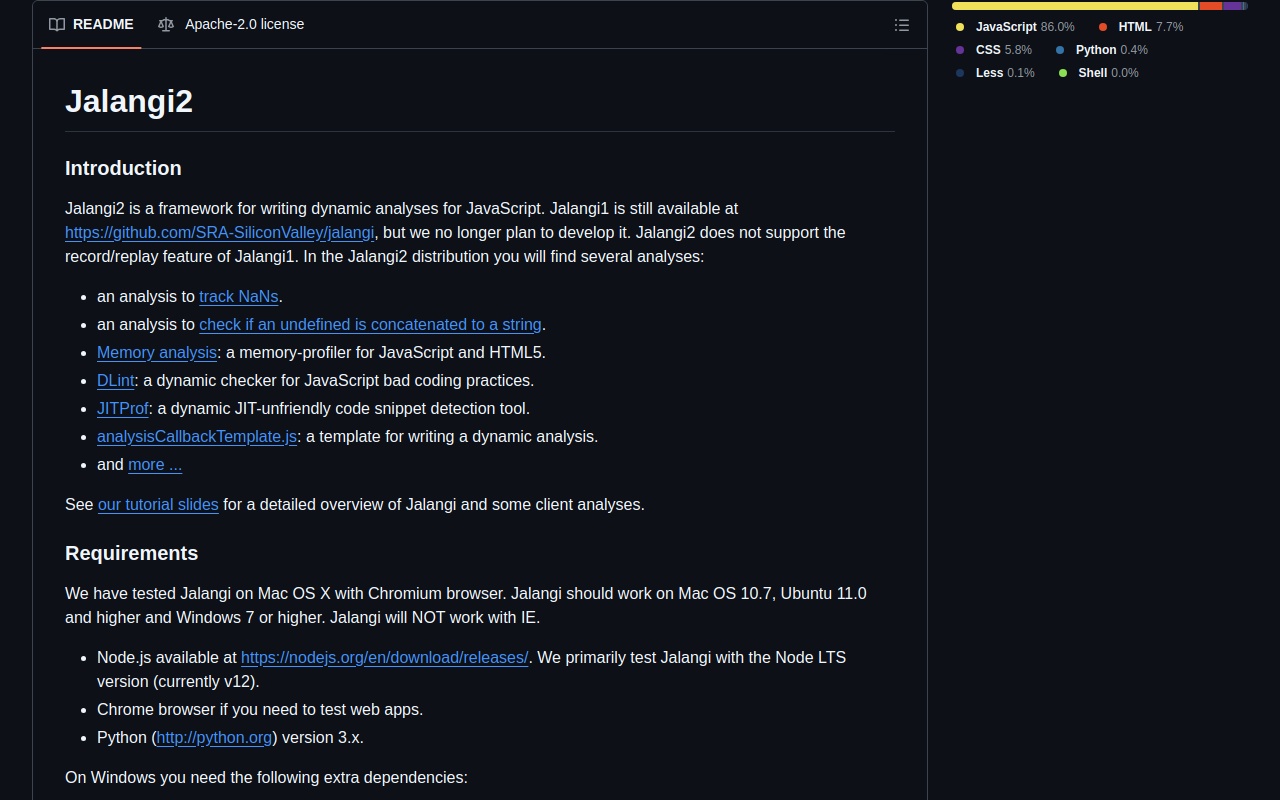 README
Apache-2.0 license
JavaScript 86.0% HTML 7.7%
CSS 5.8% Python 0.4%
Less 0.1% Shell 0.0%
Jalangi2
Introduction
Jalangi2 is a framework for writing dynamic analyses for JavaScript. Jalangi1 is still available at
https://github.com/SRA-SiliconValley/jalangi, but we no longer plan to develop it. Jalangi2 does not support the
record/replay feature of Jalangi1. In the Jalangi2 distribution you will find several analyses:
an analysis to track NaNs.
an analysis to check if an undefined is concatenated to a string.
Memory analysis: a memory-profiler for JavaScript and HTML5.
DLint: a dynamic checker for JavaScript bad coding practices.
JITProf: a dynamic JIT-unfriendly code snippet detection tool.
analysisCallbackTemplate.js: a template for writing a dynamic analysis.
and more ...
See our tutorial slides for a detailed overview of Jalangi and some client analyses.
Requirements
We have tested Jalangi on Mac OS X with Chromium browser. Jalangi should work on Mac OS 10.7, Ubuntu 11.0
and higher and Windows 7 or higher. Jalangi will NOT work with IE.
Node.js available at https://nodejs.org/en/download/releases/. We primarily test Jalangi with the Node LTS
version (currently v12).
Chrome browser if you need to test web apps.
Python (http://python.org) version 3.x.
On Windows you need the following extra dependencies: